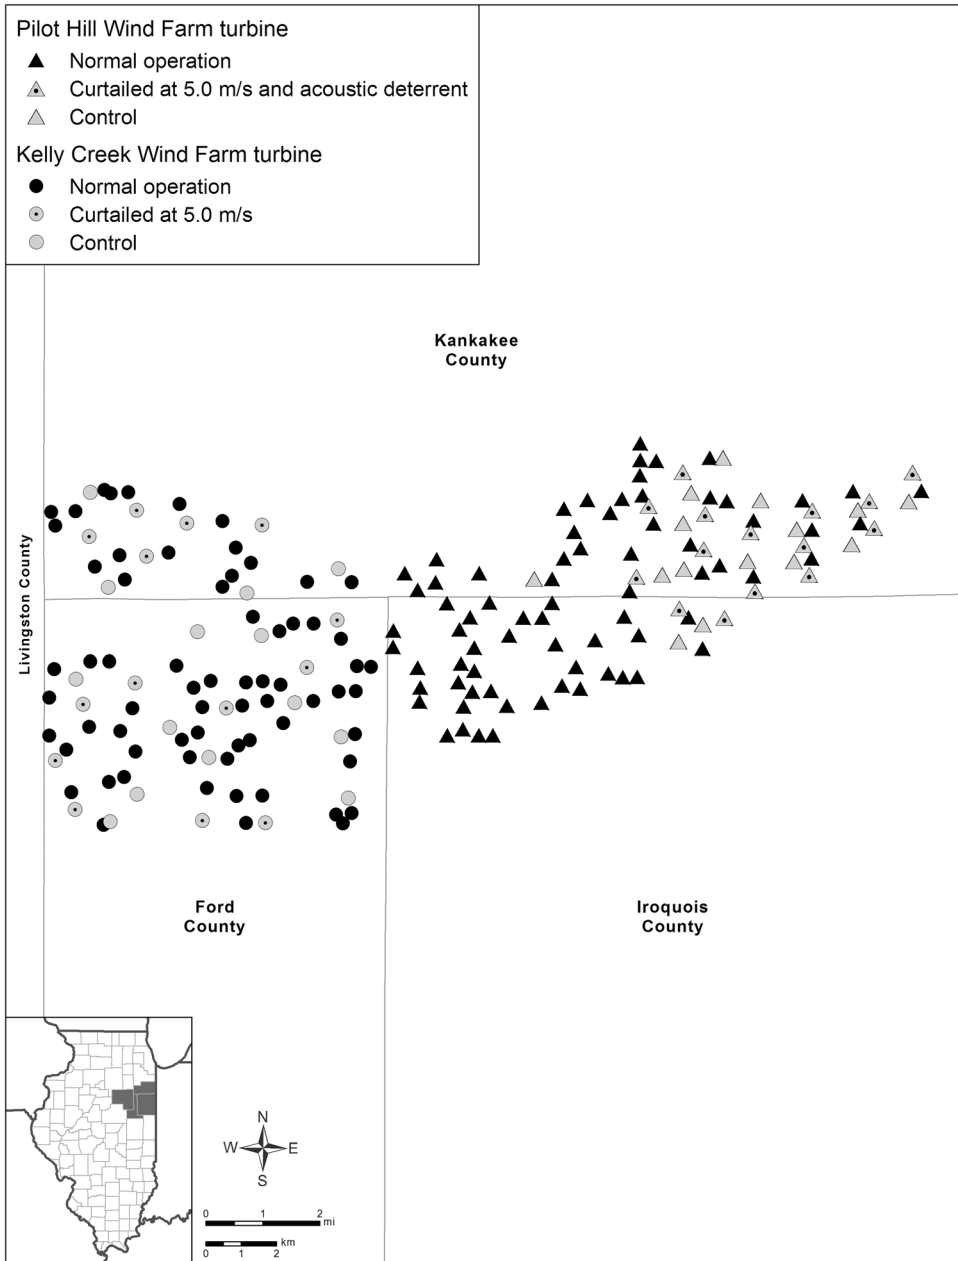 Pilot Hill Wind Farm turbine
Normal operation
Curtailed at 5.0 m/s and acoustic deterrent
Control
Kelly Creek Wind Farm turbine
Normal operation
Curtailed at 5.0 m/s
Control
Kankakee
County
Livingston County
Ford
County
Iroquois
County
N
W E
S
0 1 2
mi
km
0 1 2